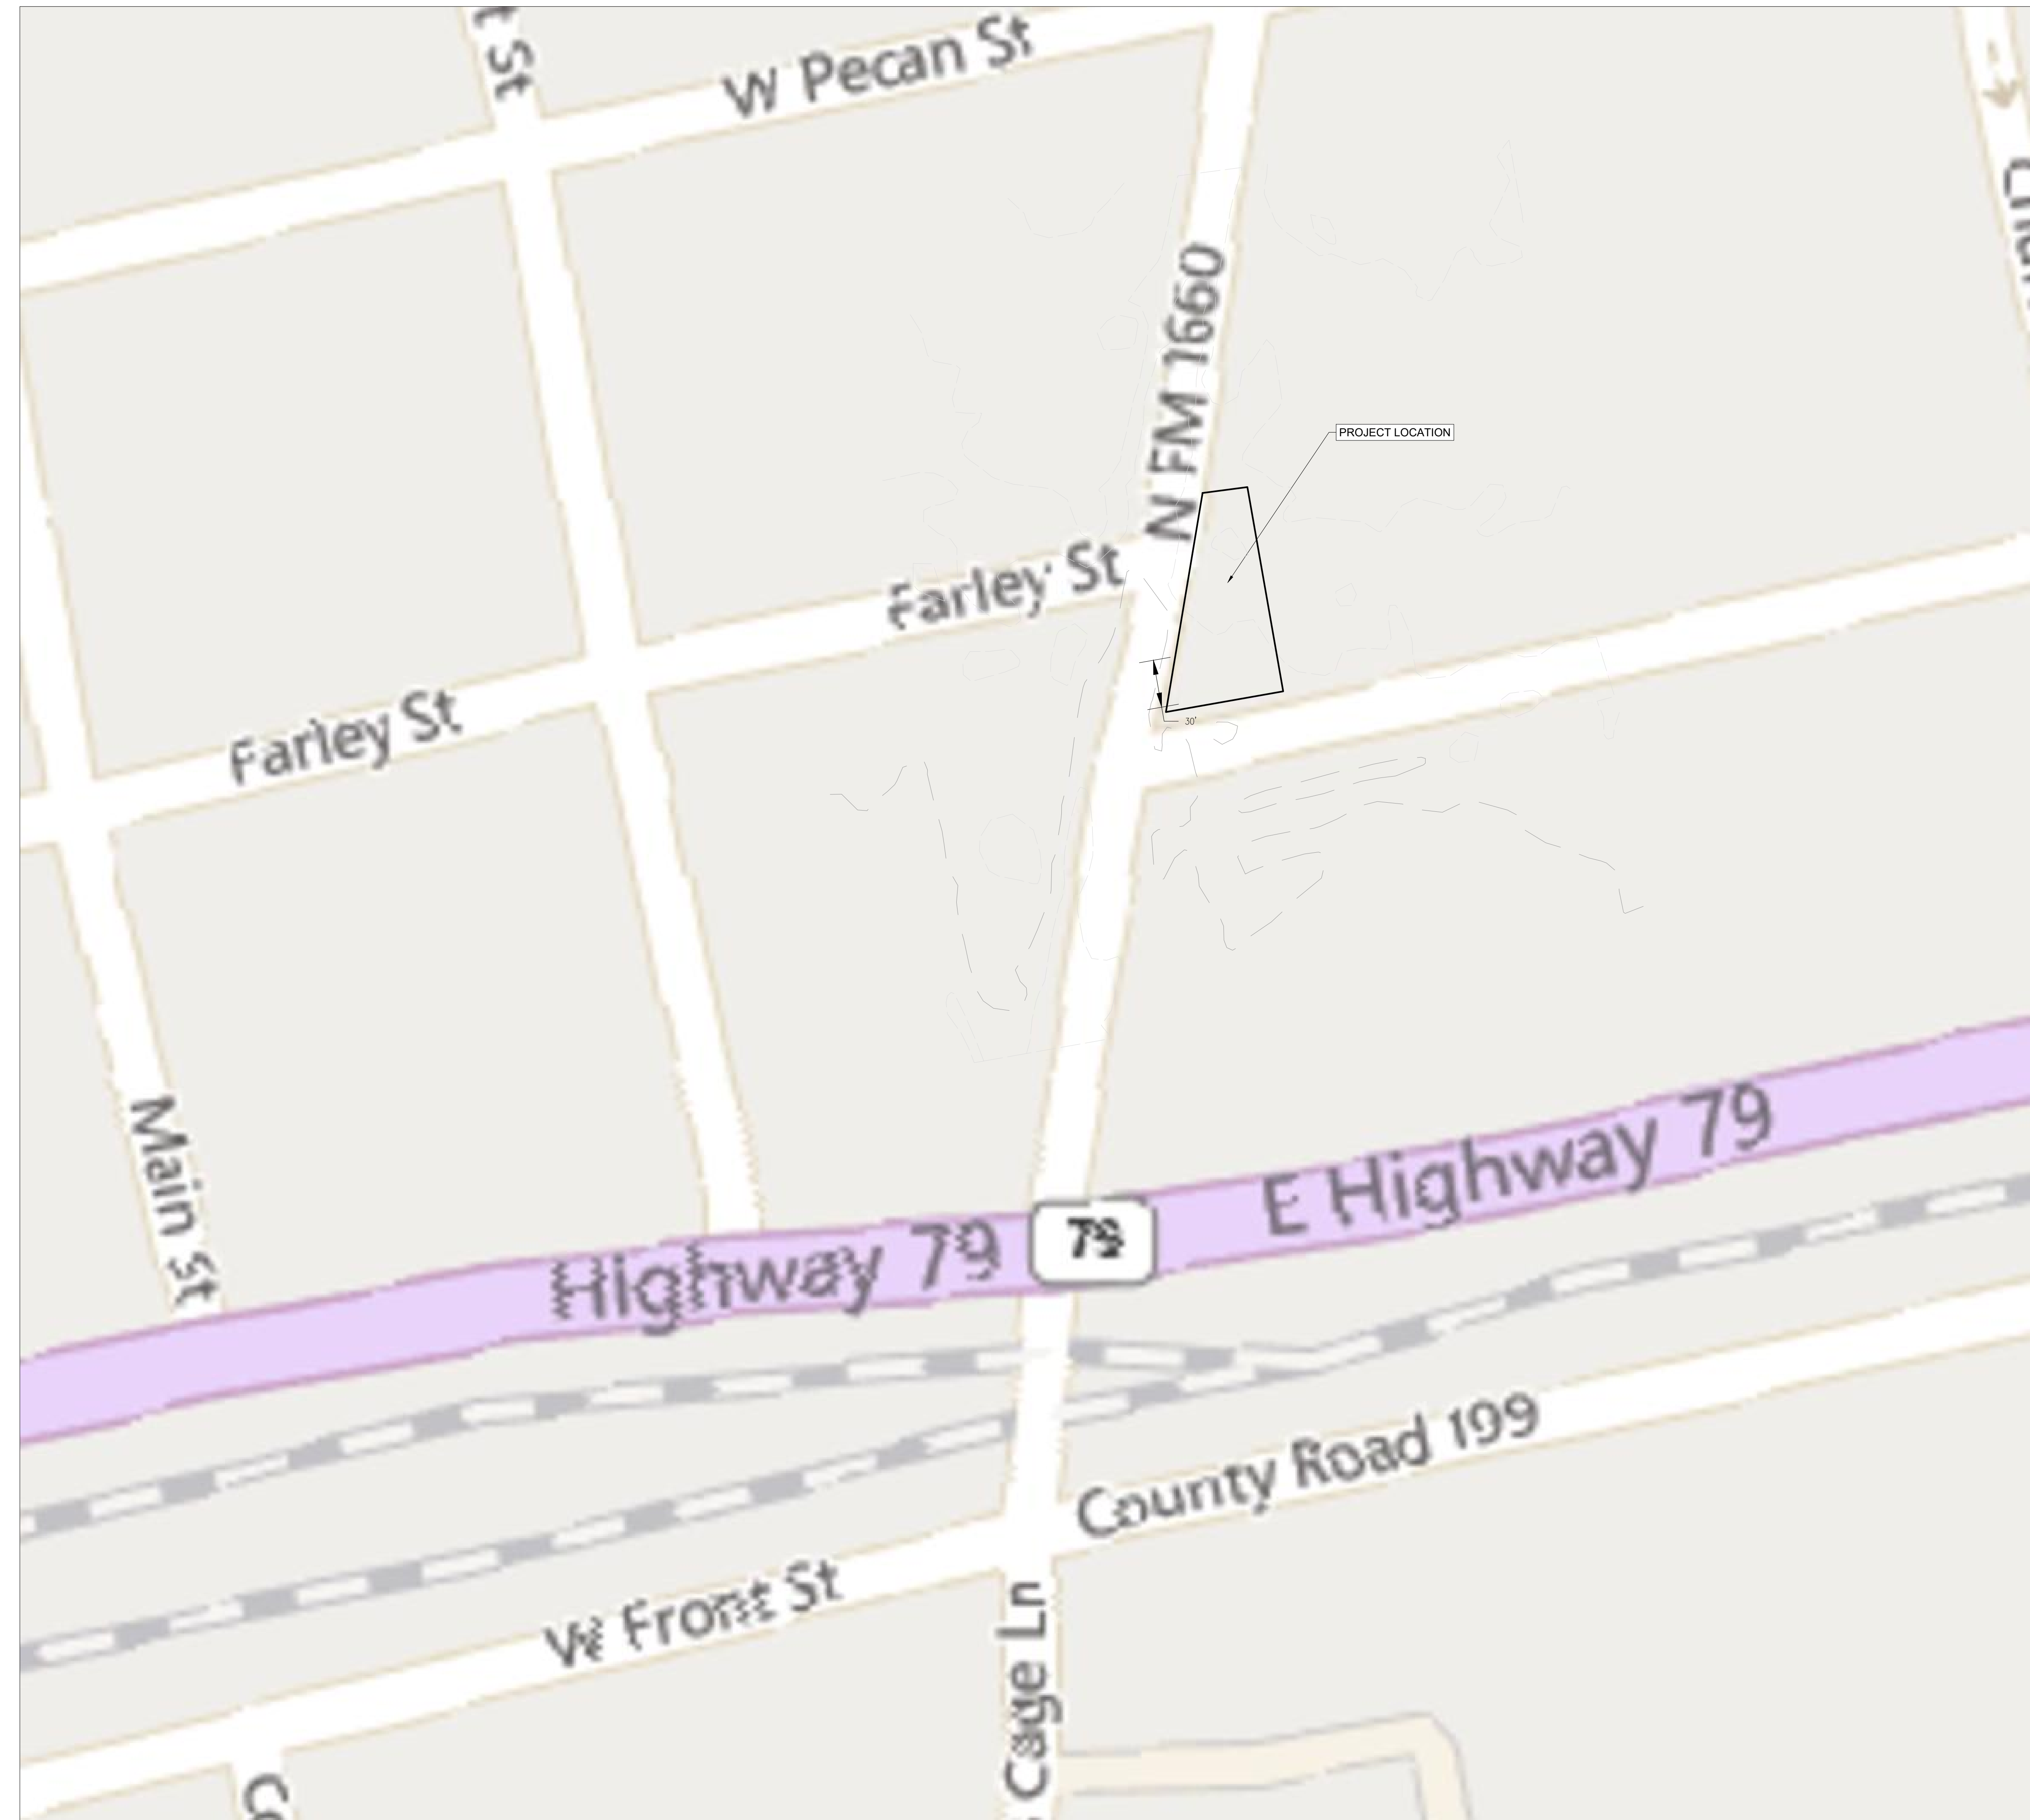 t St
W Pecan St
N FM 1660
PROJECT LOCATION
Farley St
Farley St
30'
Main St
E Highway 79
Highway 79
79
County Road 199
W Front St
Cage Ln